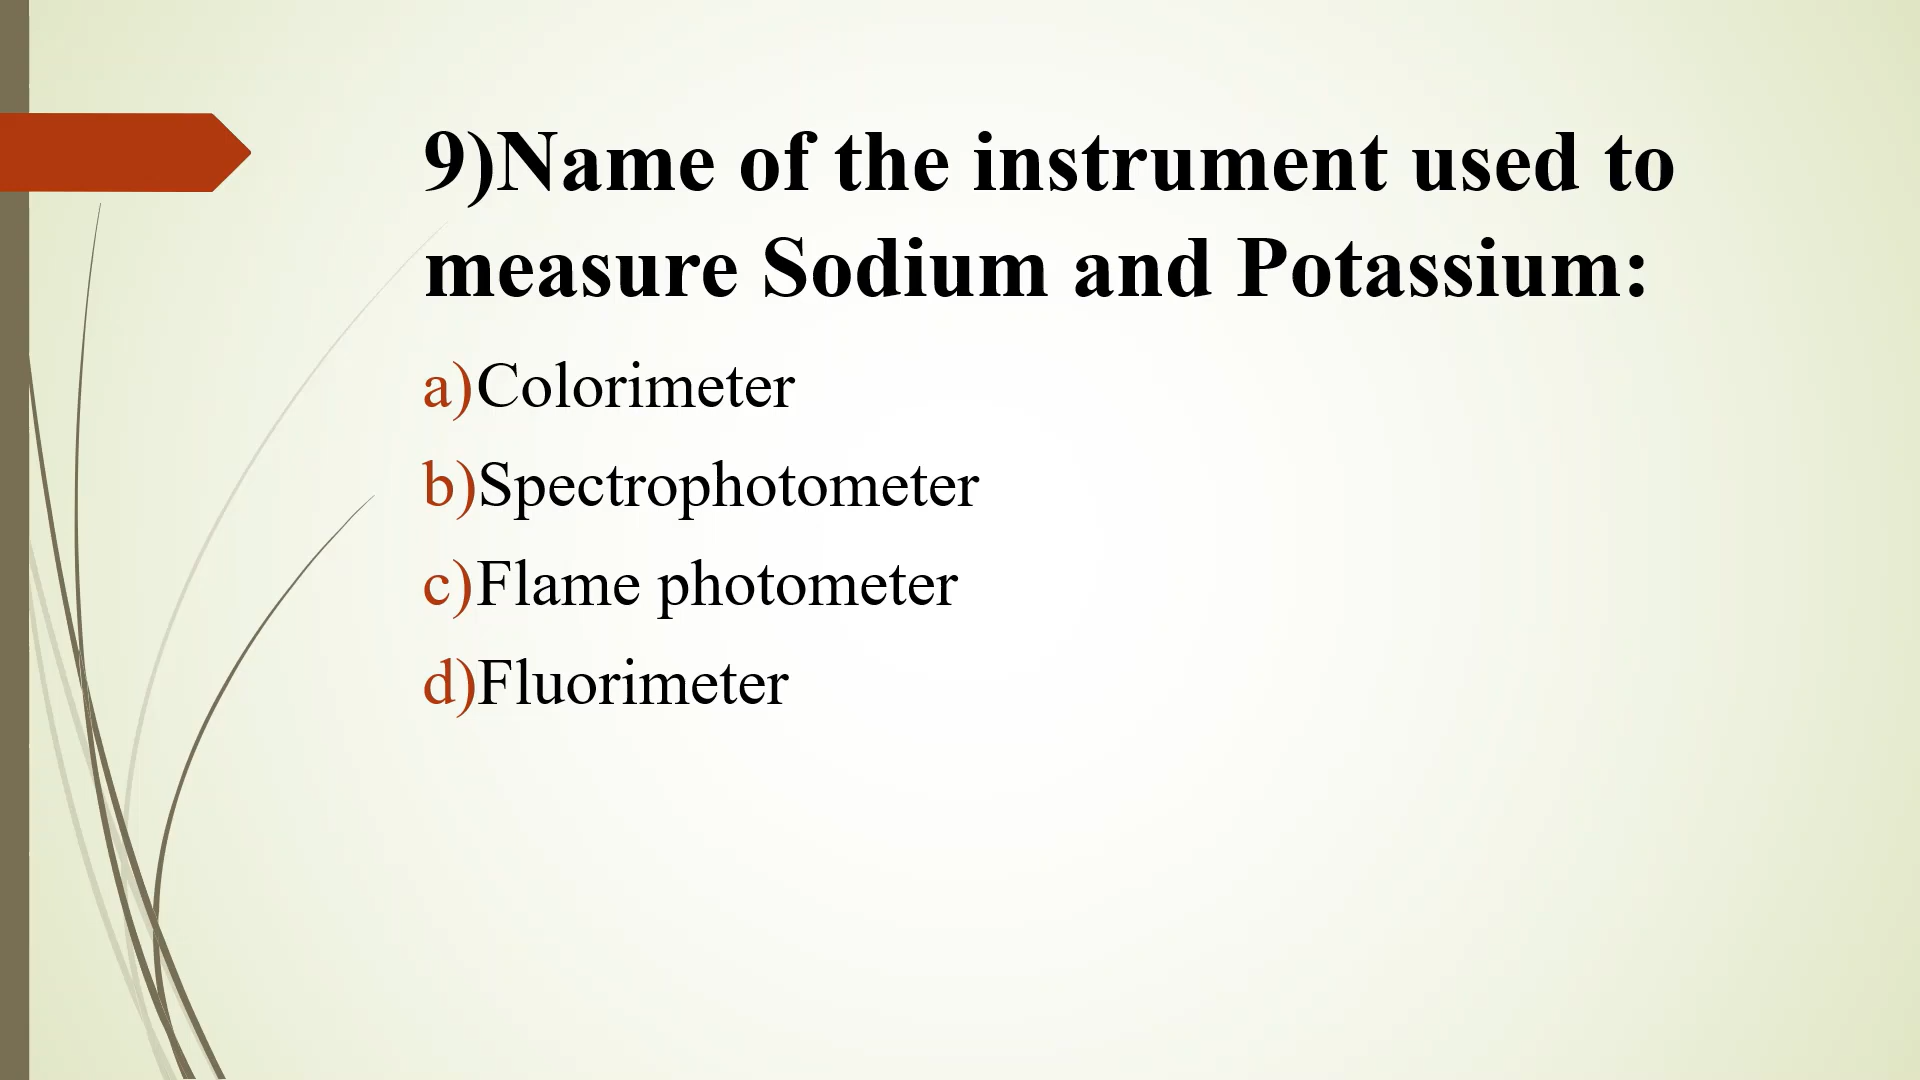 9)Name of the instrument used to
measure Sodium and Potassium:
a)Colorimeter
b)Spectrophotometer
c)Flame photometer
d)Fluorimeter